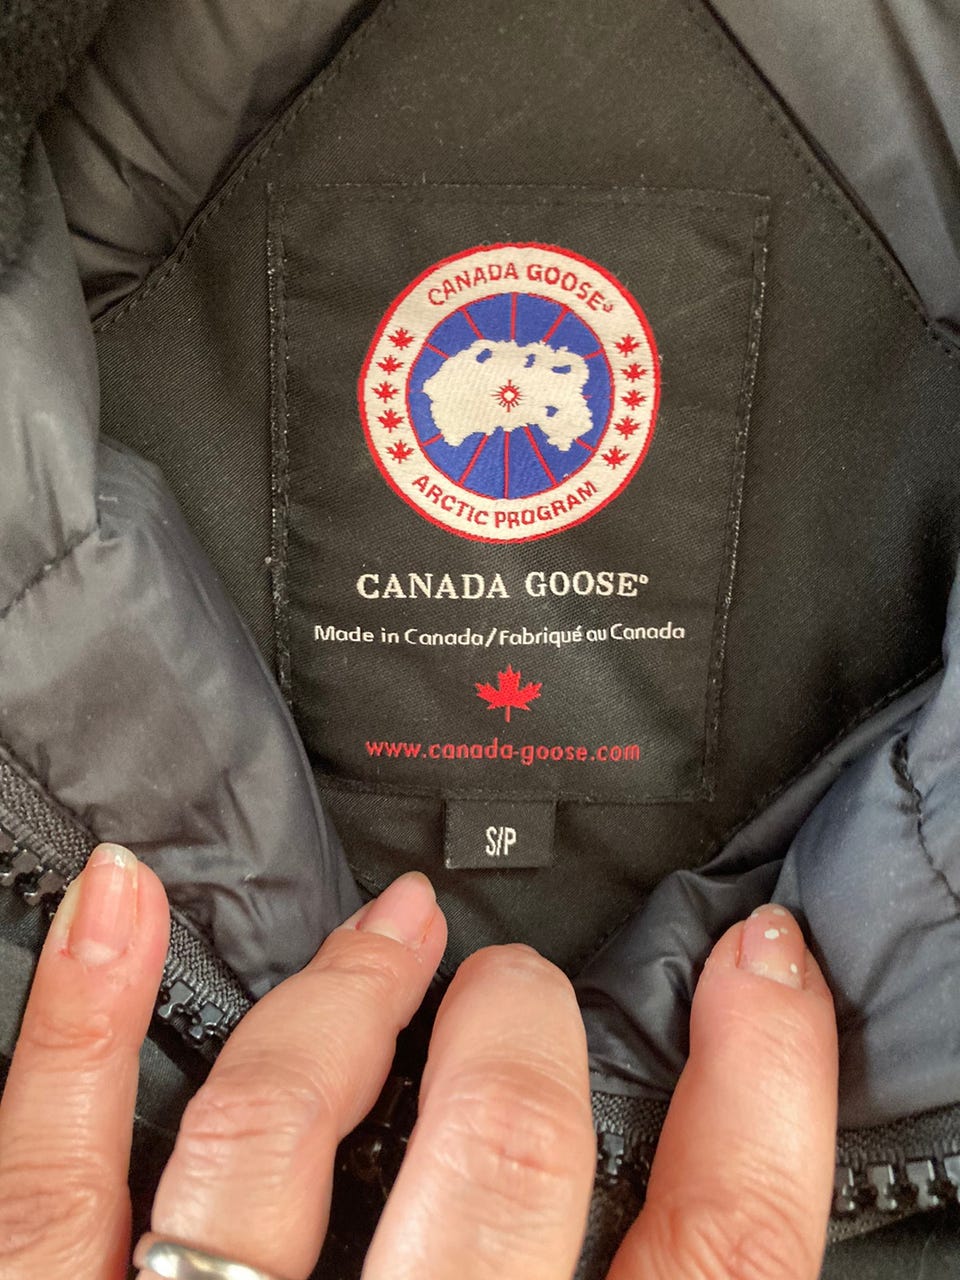 CANADA GOOSE®
ARCTIC PROGRAM
CANADA GOOSE®
Made in Canada/Fabriqué au Canada
www.canada-goose.com
S/P